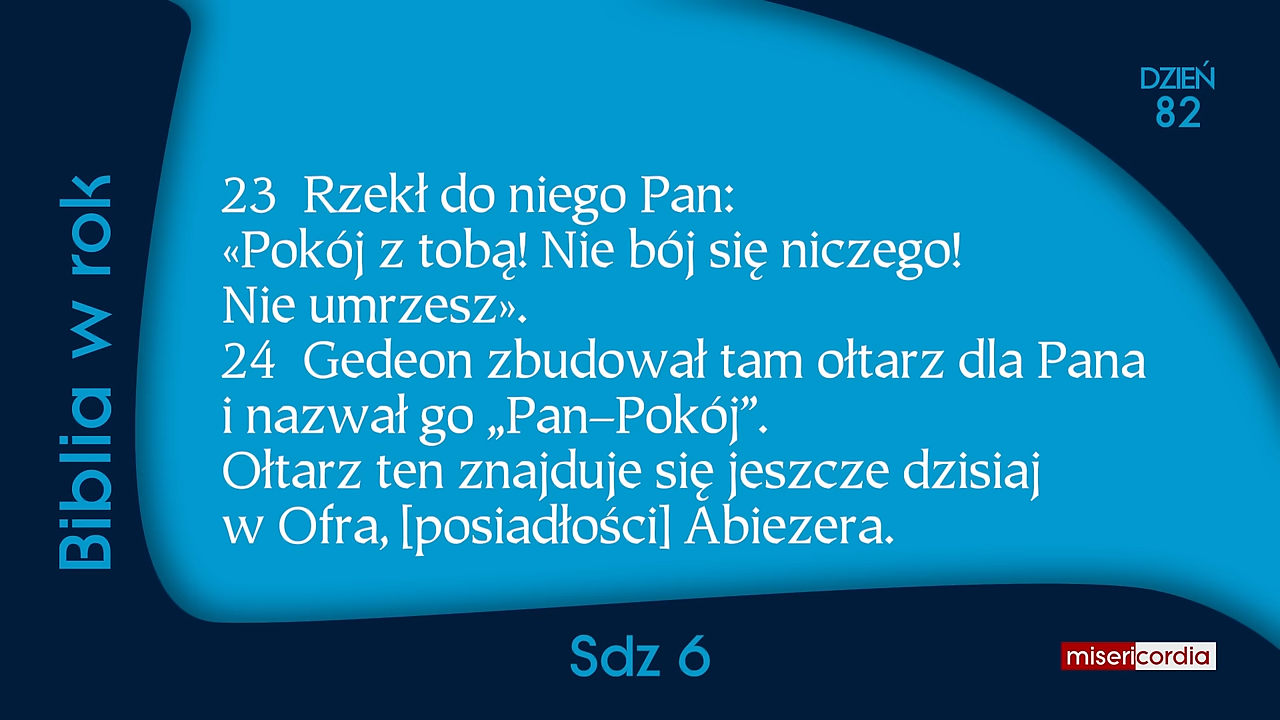 Biblia w rok
DZIEŃ
82
23 Rzekł do niego Pan:
«Pokój z tobą! Nie bój się niczego!
Nie umrzesz».
24 Gedeon zbudował tam ołtarz dla Pana
i nazwał go „Pan–Pokój”.
Ołtarz ten znajduje się jeszcze dzisiaj
w Ofra, [posiadłości] Abiezera.
Sdz 6
misericordia